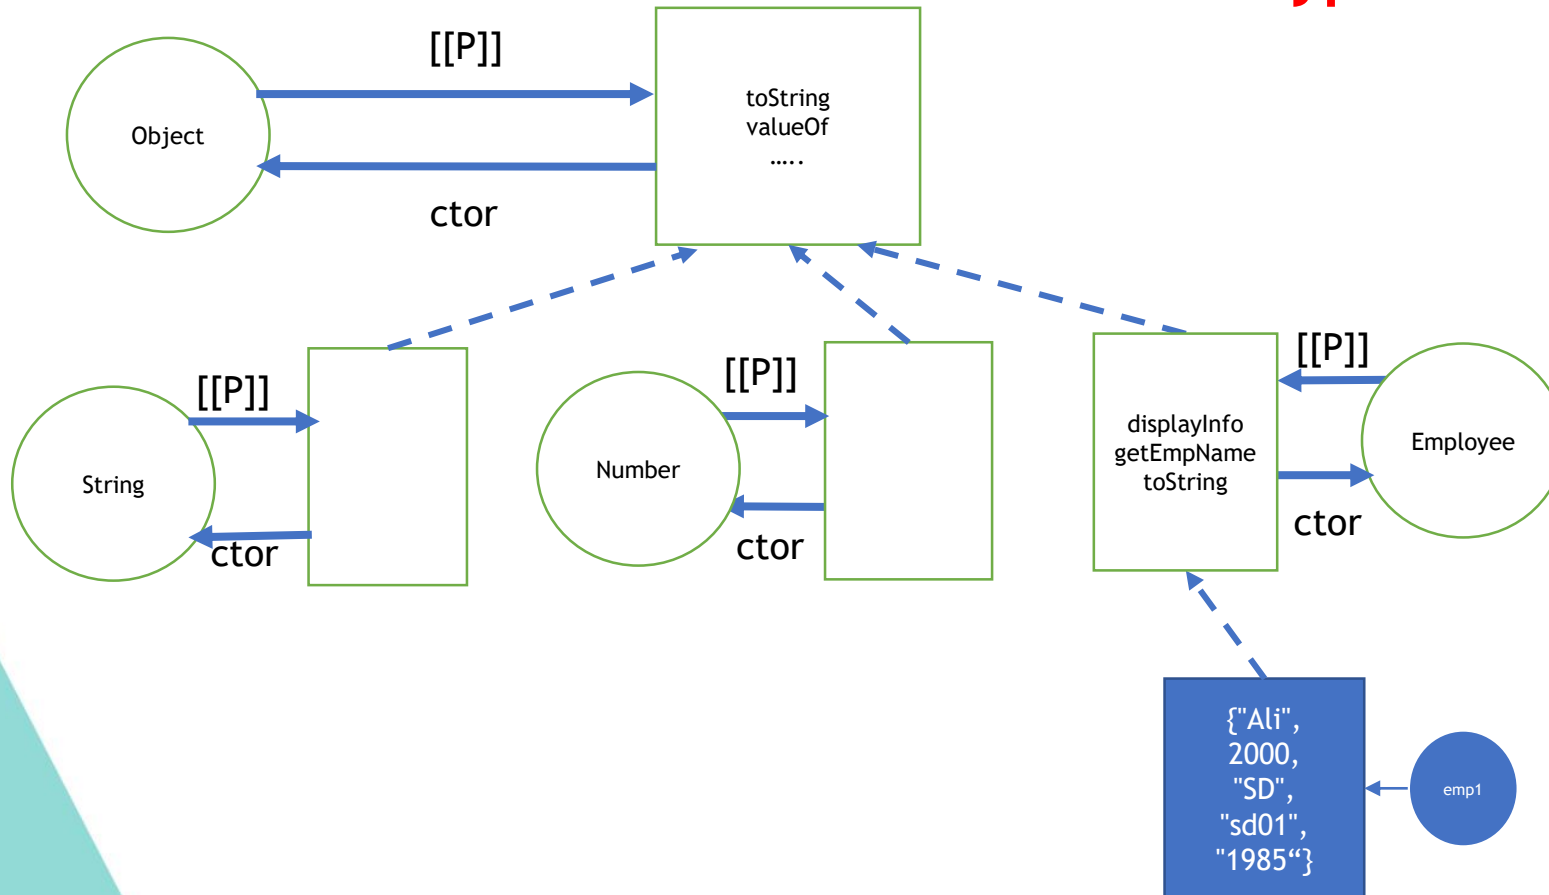 [[P]]
Object
toString
valueOf
.....
ctor
[[P]]
String
ctor
[[P]]
Number
ctor
displayInfo
getEmpName
toString
[[P]]
Employee
ctor
{"Ali",
2000,
"SD",
"sd01",
"1985“}
emp1